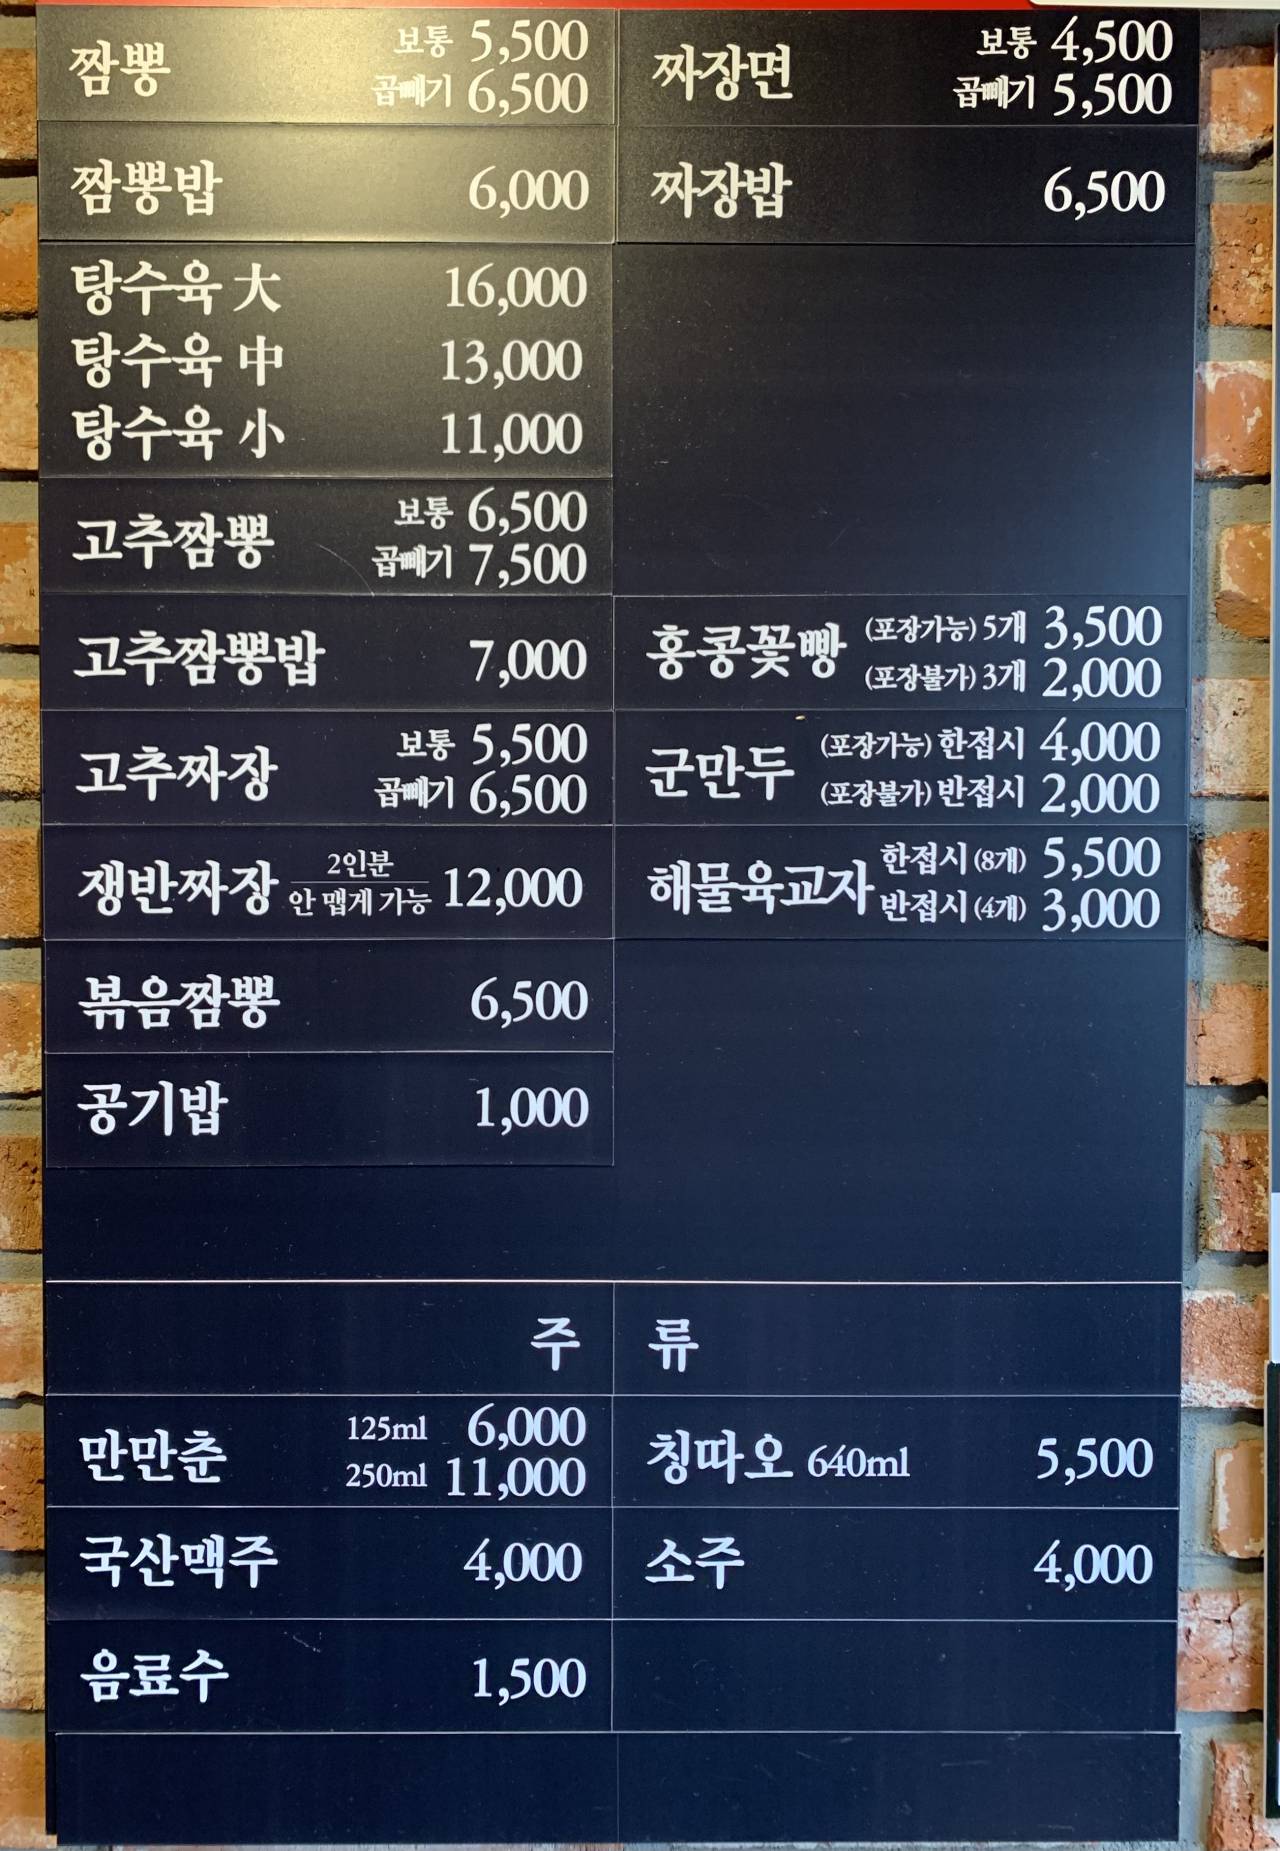 짬뽕 보통 5,500
곱빼기 6,500
짬뽕밥 6,000
탕수육 大 16,000
탕수육 中 13,000
탕수육 小 11,000
고추짬뽕 보통 6,500
곱빼기 7,500
고추짬뽕밥 7,000
고추짜장 보통 5,500
곱빼기 6,500
쟁반짜장 2인분 12,000
안 맵게 가능
볶음짬뽕 6,500
공기밥 1,000
짜장면 보통 4,500
곱빼기 5,500
짜장밥 6,500
홍콩꽃빵 (포장가능) 5개 3,500
(포장불가) 3개 2,000
군만두 (포장가능) 한접시 4,000
(포장불가) 반접시 2,000
해물육교자 한접시 (8개) 5,500
반접시 (4개) 3,000
주 류
만만춘 125ml 6,000
250ml 11,000
국산맥주 4,000
음료수 1,500
칭따오 640ml 5,500
소주 4,000